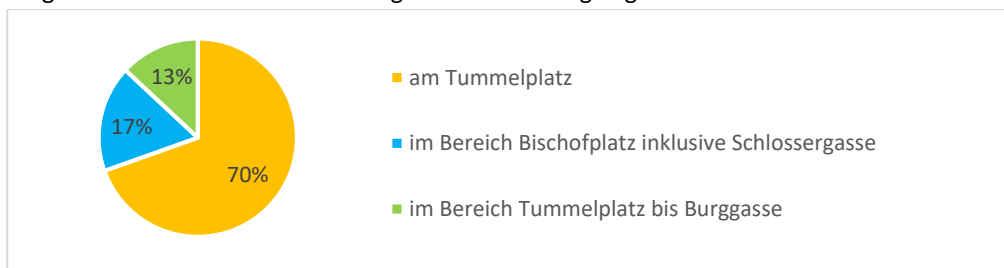 13%
am Tummelplatz
17%
im Bereich Bischofplatz inklusive Schlossergasse
70%
im Bereich Tummelplatz bis Burggasse